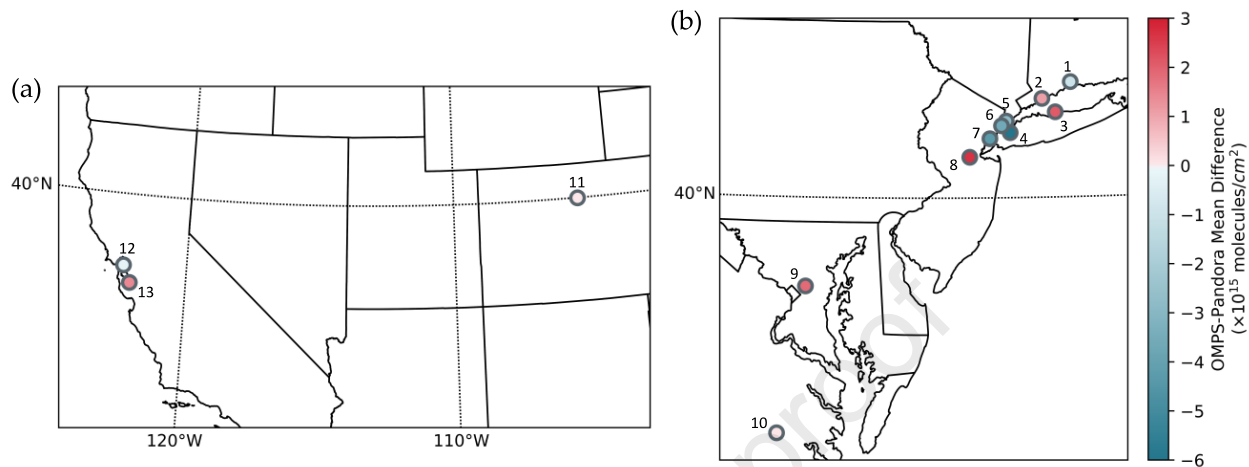 (a)
40°N
11
12
13
120°W
110°W
(b)
1
2
3
5
6
4
7
8
40°N
9
10
proof
3
2
1
0
−1
−2
−3
−4
−5
−6
OMPS-Pandora Mean Difference
(×10¹⁵ molecules/cm²)